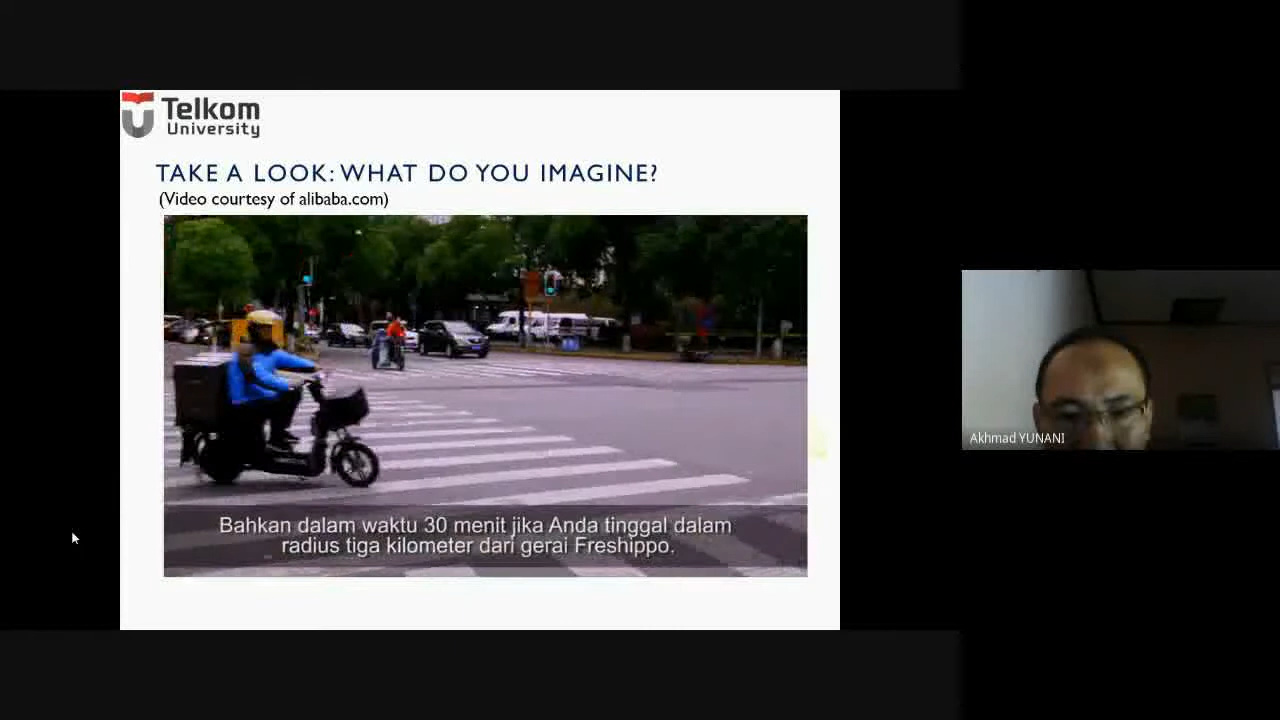 Telkom
University
TAKE A LOOK: WHAT DO YOU IMAGINE?
(Video courtesy of alibaba.com)
Bahkan dalam waktu 30 menit jika Anda tinggal dalam
radius tiga kilometer dari gerai Freshippo.
Akhmad YUNANI